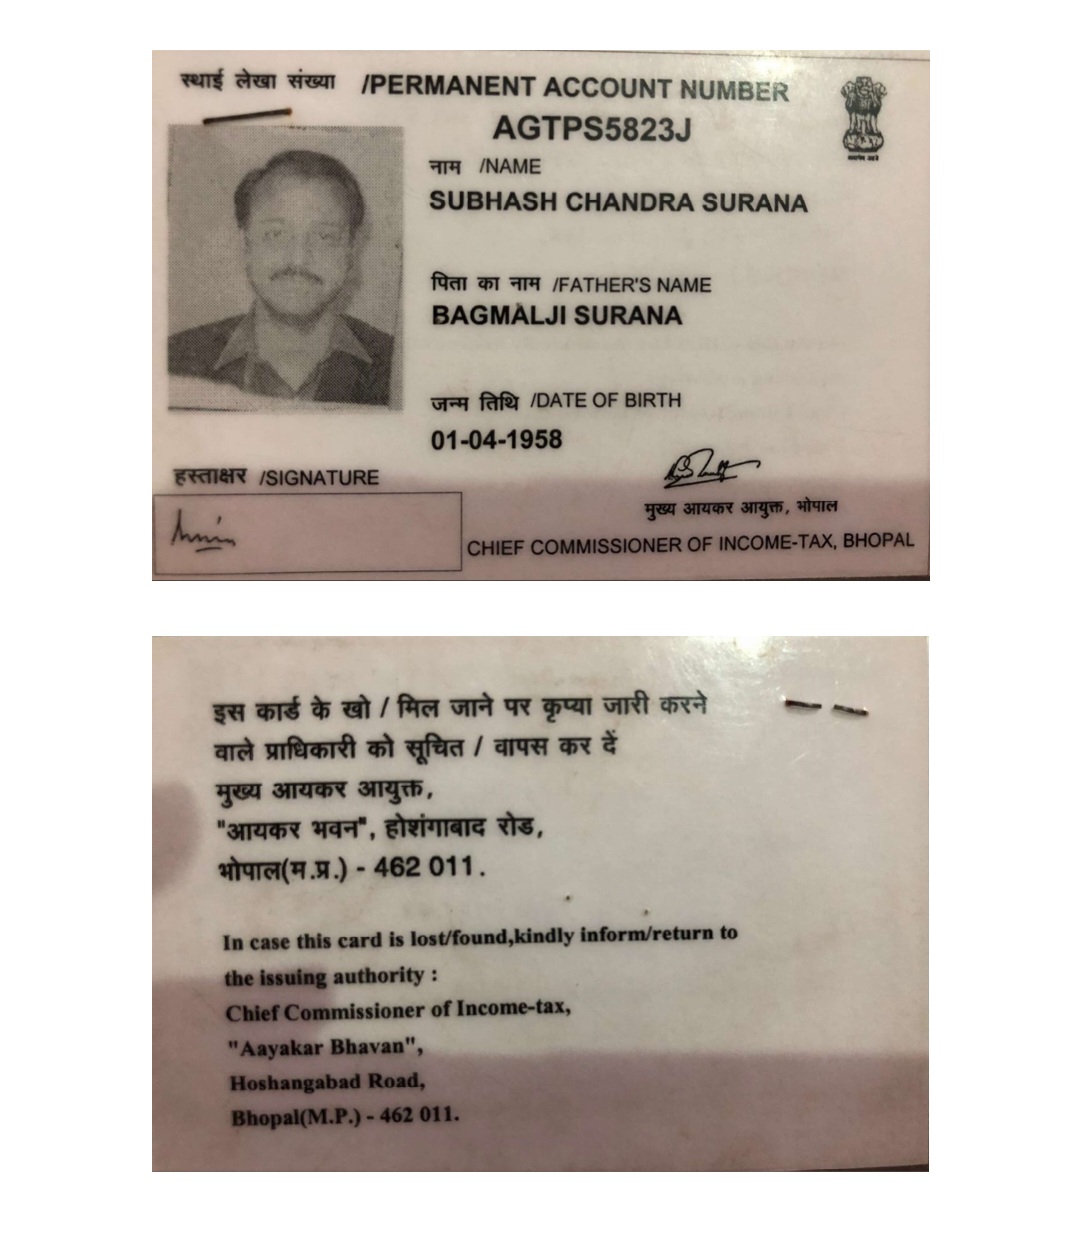 स्थाई लेखा संख्या /PERMANENT ACCOUNT NUMBER
AGTPS5823J
नाम /NAME
SUBHASH CHANDRA SURANA
पिता का नाम /FATHER'S NAME
BAGMALJI SURANA
जन्म तिथि /DATE OF BIRTH
01-04-1958
हस्ताक्षर /SIGNATURE
मुख्य आयकर आयुक्त, भोपाल
CHIEF COMMISSIONER OF INCOME-TAX, BHOPAL
इस कार्ड के खो / मिल जाने पर कृप्या जारी करने
वाले प्राधिकारी को सूचित / वापस कर दें
मुख्य आयकर आयुक्त,
"आयकर भवन", होशंगाबाद रोड,
भोपाल(म.प्र.) - 462 011.
In case this card is lost/found,kindly inform/return to
the issuing authority :
Chief Commissioner of Income-tax,
"Aayakar Bhavan",
Hoshangabad Road,
Bhopal(M.P.) - 462 011.